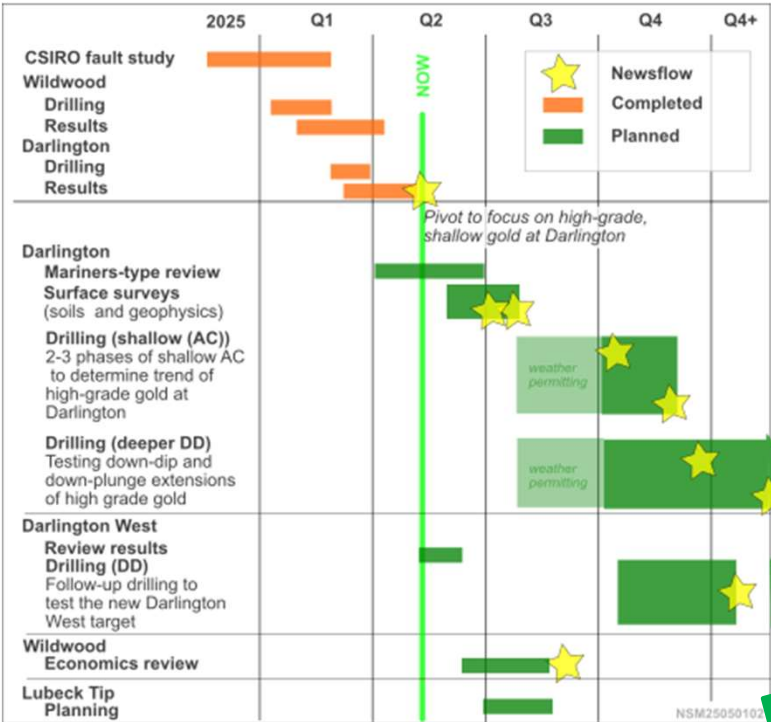 2025 Q1 Q2 Q3 Q4 Q4+
CSIRO fault study
Wildwood
Drilling
Results
Darlington
Drilling
Results
NOW
Newsflow
Completed
Planned
Pivot to focus on high-grade,
shallow gold at Darlington
Darlington
Mariners-type review
Surface surveys
(soils and geophysics)
Drilling (shallow (AC))
2-3 phases of shallow AC
to determine trend of
high-grade gold at
Darlington
weather
permitting
Drilling (deeper DD)
Testing down-dip and
down-plunge extensions
of high grade gold
weather
permitting
Darlington West
Review results
Drilling (DD)
Follow-up drilling to
test the new Darlington
West target
Wildwood
Economics review
Lubeck Tip
Planning
NSM25050102